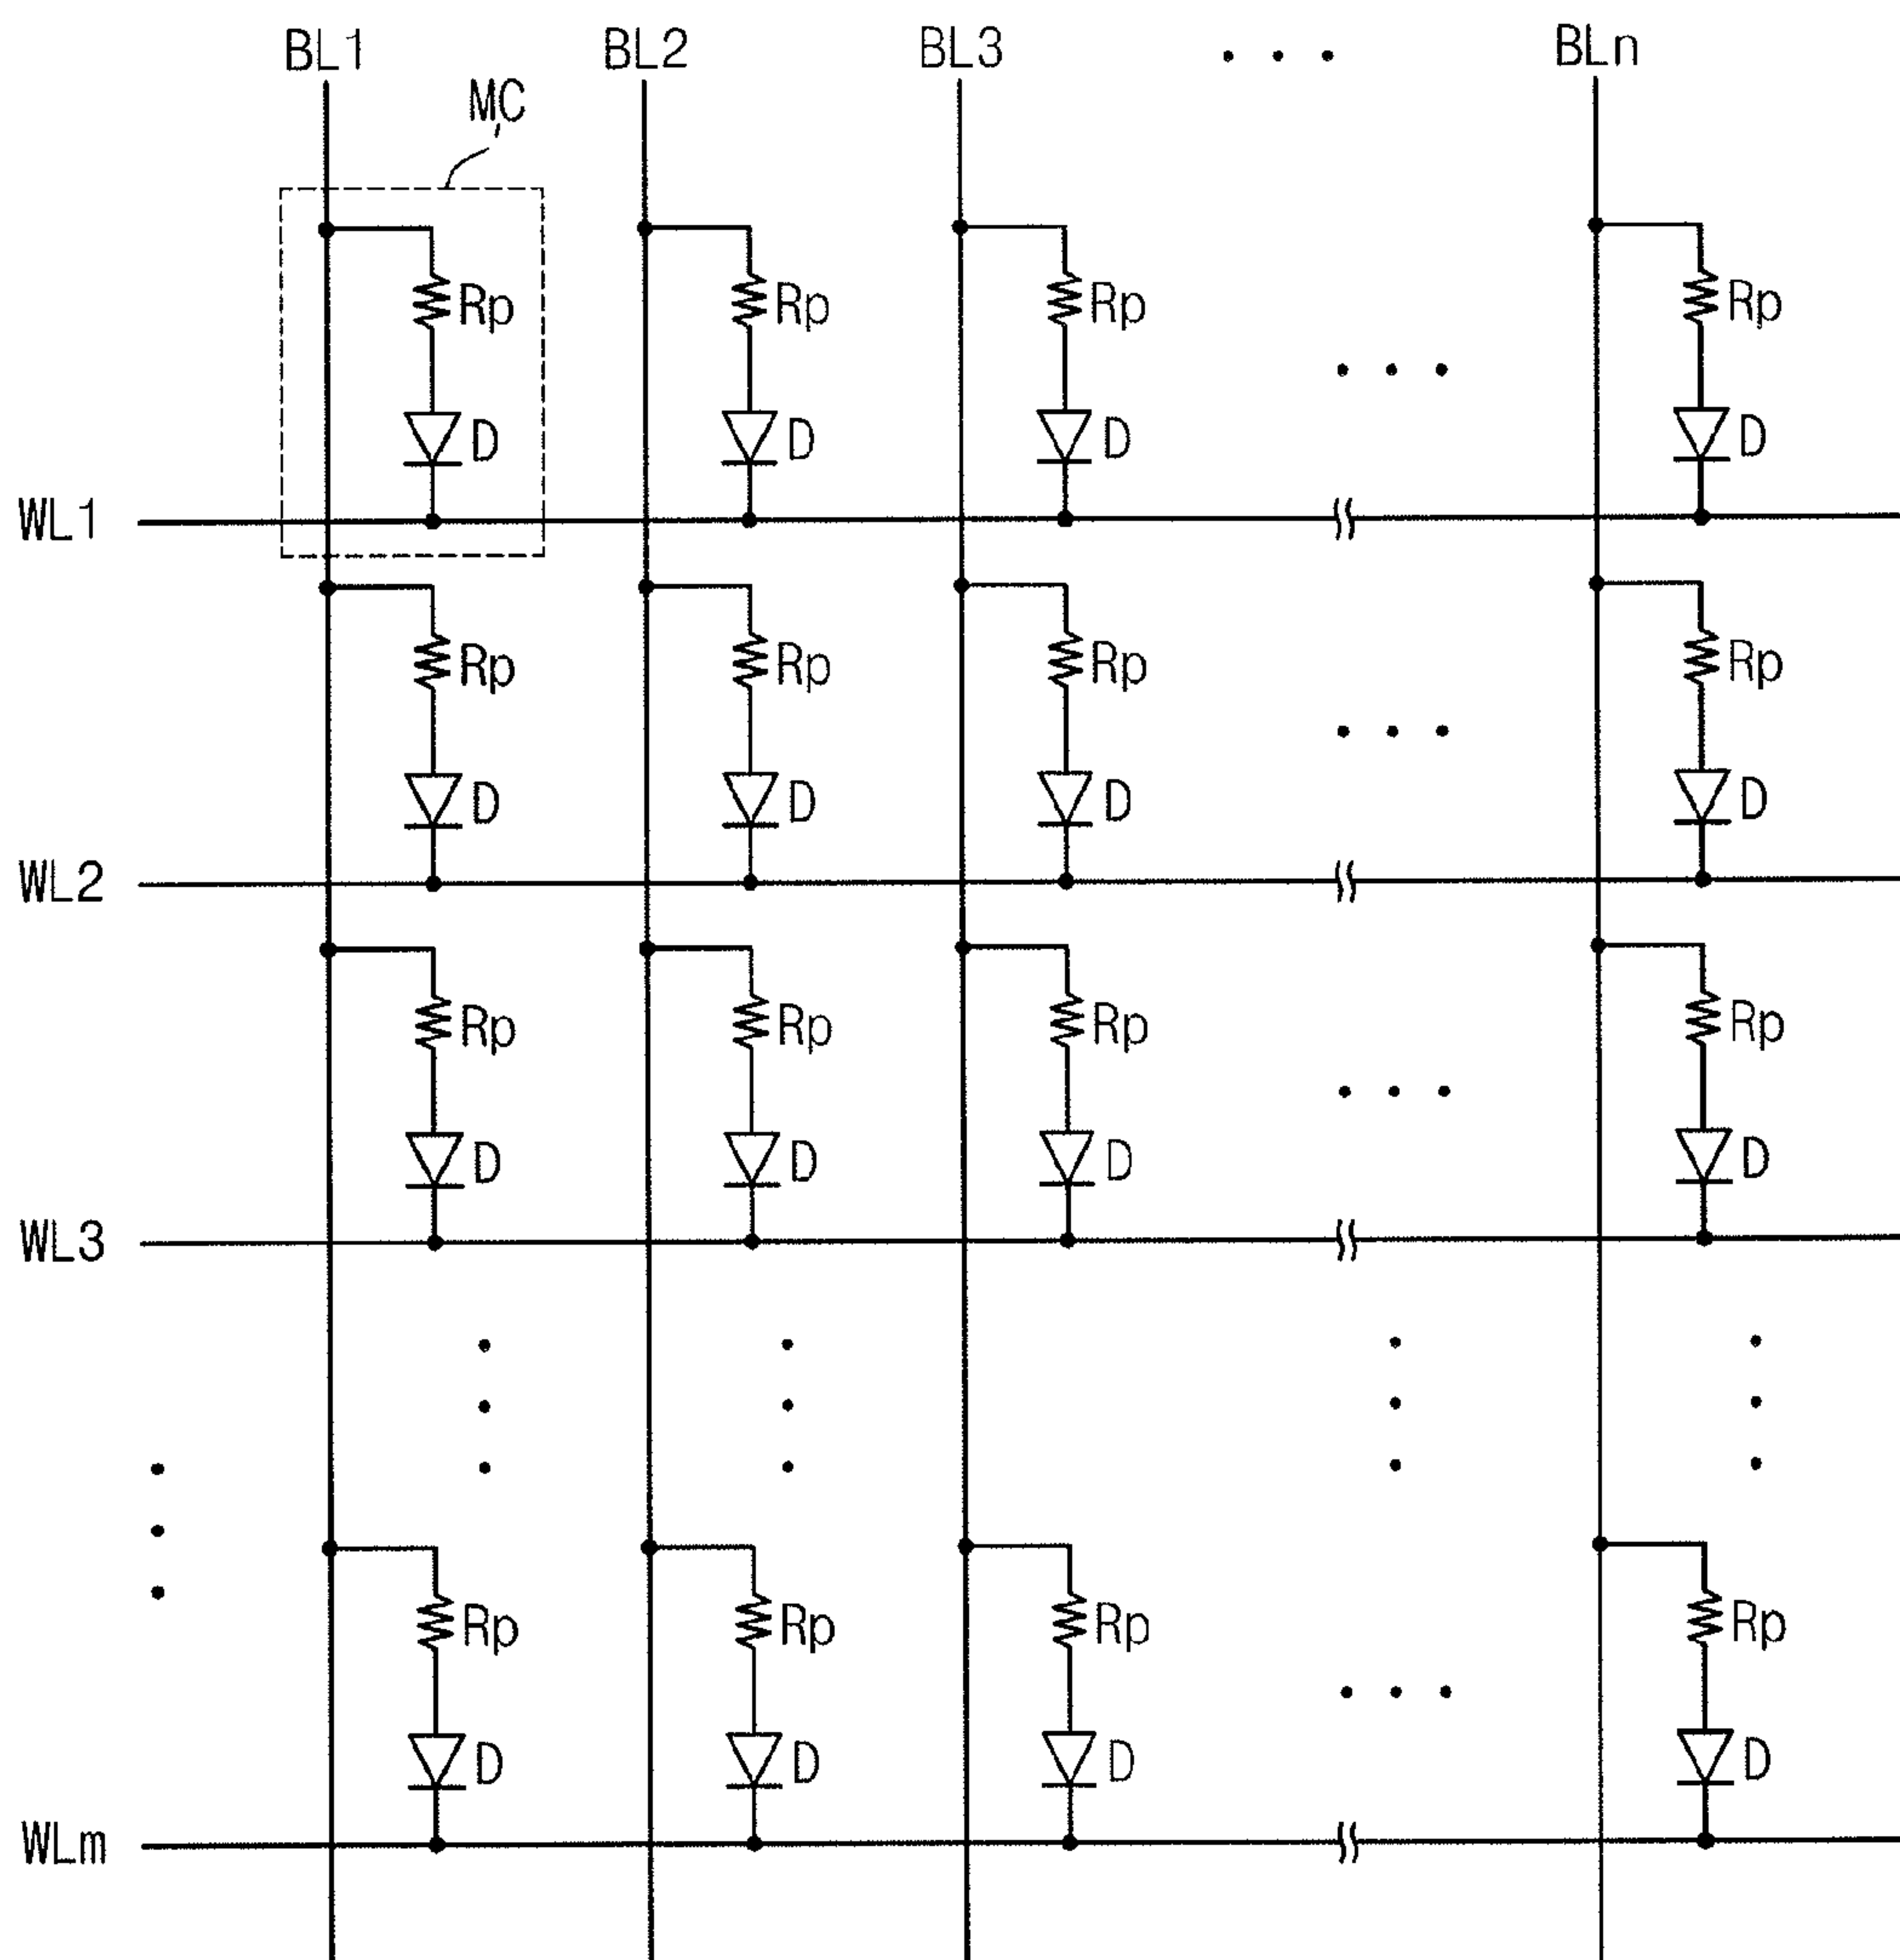 BL1 BL2 BL3 . . . BLn
MC
Rp Rp Rp Rp
. . .
D D D D
WL1
Rp Rp Rp Rp
. . .
D D D D
WL2
Rp Rp Rp Rp
. . .
D D D D
WL3
Rp Rp Rp Rp
. . .
D D D D
WLm